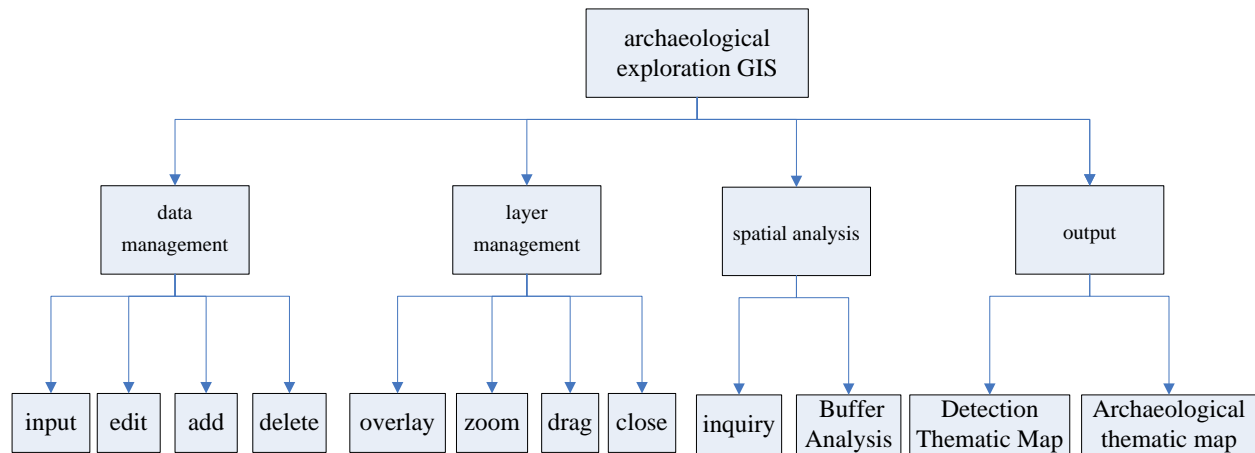 archaeological
exploration GIS
data
management
layer
management
spatial analysis
output
input
edit
add
delete
overlay
zoom
drag
close
inquiry
Buffer
Analysis
Detection
Thematic Map
Archaeological
thematic map